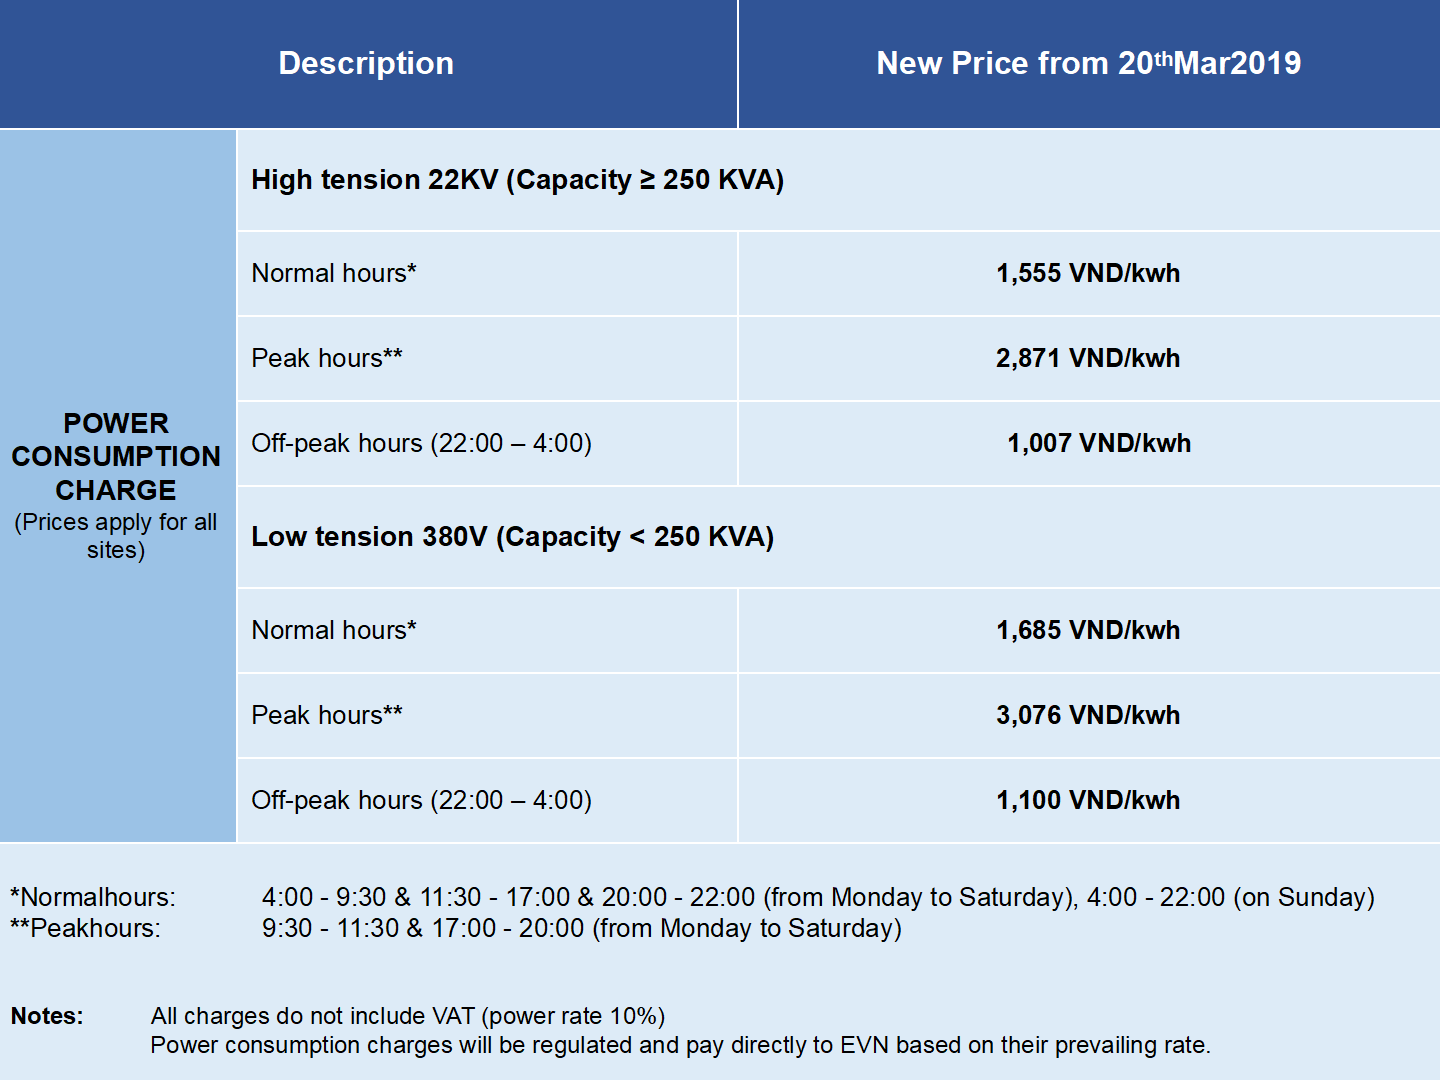 Description
New Price from 20thMar2019
POWER
CONSUMPTION
CHARGE
(Prices apply for all
sites)
High tension 22KV (Capacity ≥ 250 KVA)
Normal hours*
1,555 VND/kwh
Peak hours**
2,871 VND/kwh
Off-peak hours (22:00 – 4:00)
1,007 VND/kwh
Low tension 380V (Capacity < 250 KVA)
Normal hours*
1,685 VND/kwh
Peak hours**
3,076 VND/kwh
Off-peak hours (22:00 – 4:00)
1,100 VND/kwh
*Normalhours: 4:00 - 9:30 & 11:30 - 17:00 & 20:00 - 22:00 (from Monday to Saturday), 4:00 - 22:00 (on Sunday)
**Peakhours: 9:30 - 11:30 & 17:00 - 20:00 (from Monday to Saturday)
Notes: All charges do not include VAT (power rate 10%)
Power consumption charges will be regulated and pay directly to EVN based on their prevailing rate.